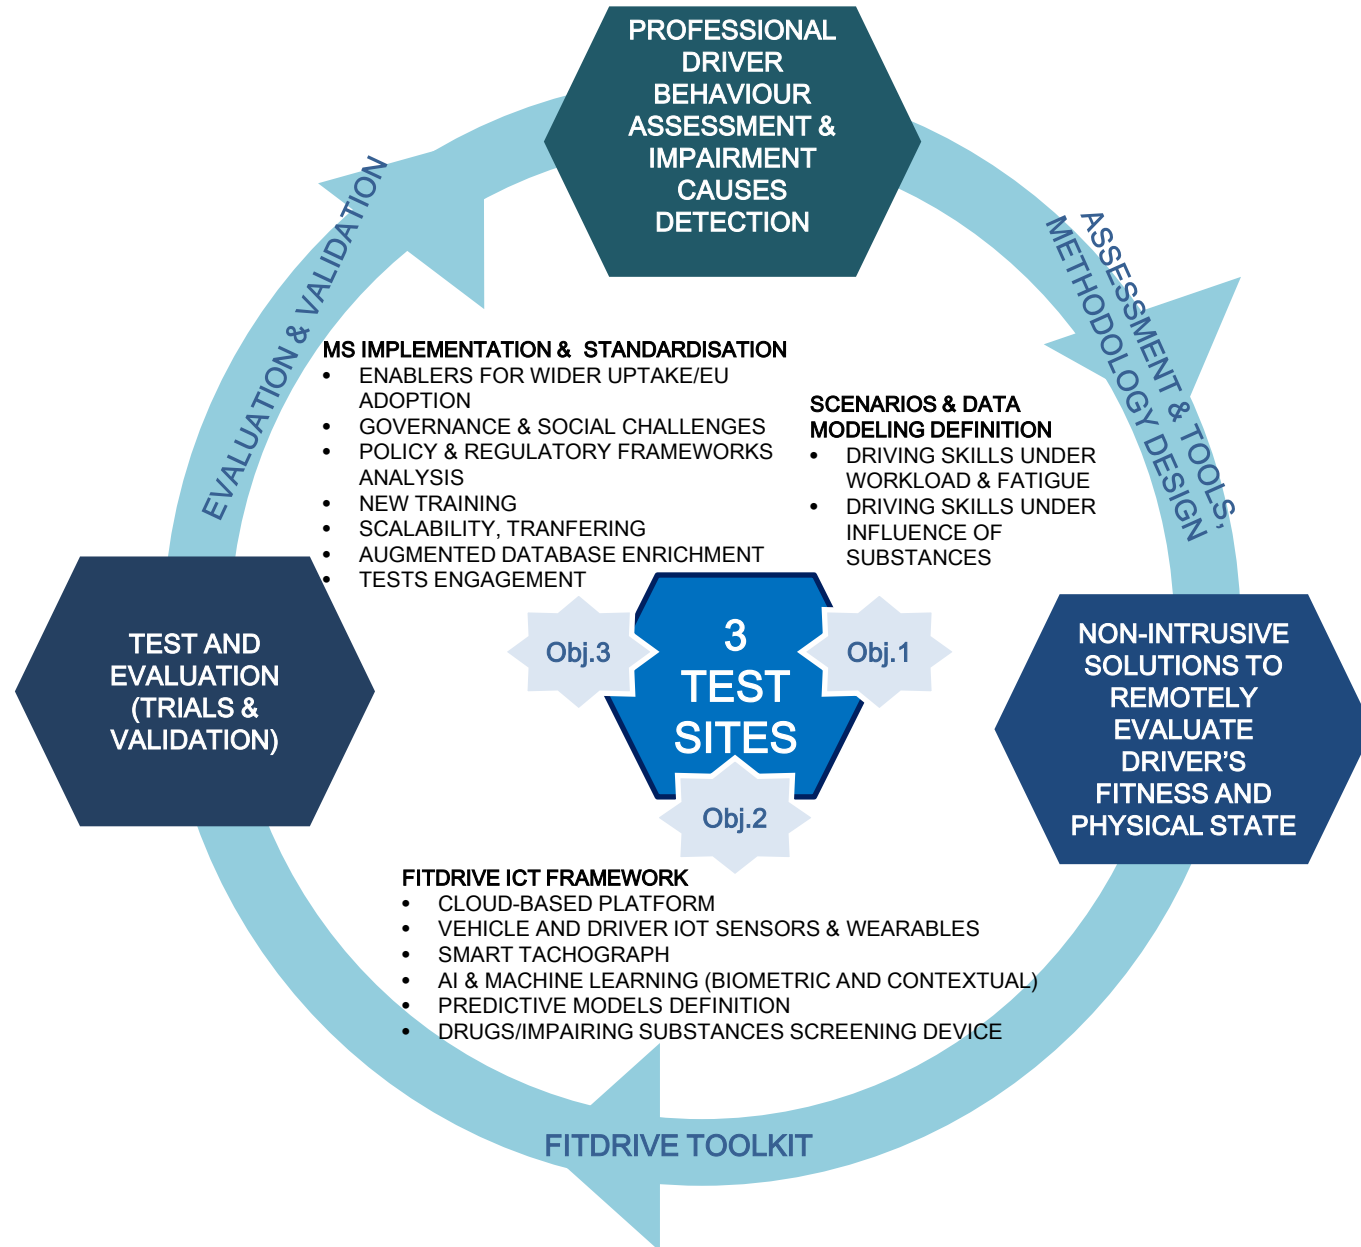 PROFESSIONAL
DRIVER
BEHAVIOUR
ASSESSMENT &
IMPAIRMENT
CAUSES
DETECTION
EVALUATION & VALIDATION
ASSESSMENT & TOOLS,
METHODOLOGY DESIGN
MS IMPLEMENTATION & STANDARDISATION
• ENABLERS FOR WIDER UPTAKE/EU
ADOPTION
• GOVERNANCE & SOCIAL CHALLENGES
• POLICY & REGULATORY FRAMEWORKS
ANALYSIS
• NEW TRAINING
• SCALABILITY, TRANFERING
• AUGMENTED DATABASE ENRICHMENT
• TESTS ENGAGEMENT
SCENARIOS & DATA
MODELING DEFINITION
• DRIVING SKILLS UNDER
WORKLOAD & FATIGUE
• DRIVING SKILLS UNDER
INFLUENCE OF
SUBSTANCES
TEST AND
EVALUATION
(TRIALS &
VALIDATION)
Obj.3
3
TEST
SITES
Obj.1
Obj.2
NON-INTRUSIVE
SOLUTIONS TO
REMOTELY
EVALUATE
DRIVER’S
FITNESS AND
PHYSICAL STATE
FITDRIVE ICT FRAMEWORK
• CLOUD-BASED PLATFORM
• VEHICLE AND DRIVER IOT SENSORS & WEARABLES
• SMART TACHOGRAPH
• AI & MACHINE LEARNING (BIOMETRIC AND CONTEXTUAL)
• PREDICTIVE MODELS DEFINITION
• DRUGS/IMPAIRING SUBSTANCES SCREENING DEVICE
FITDRIVE TOOLKIT